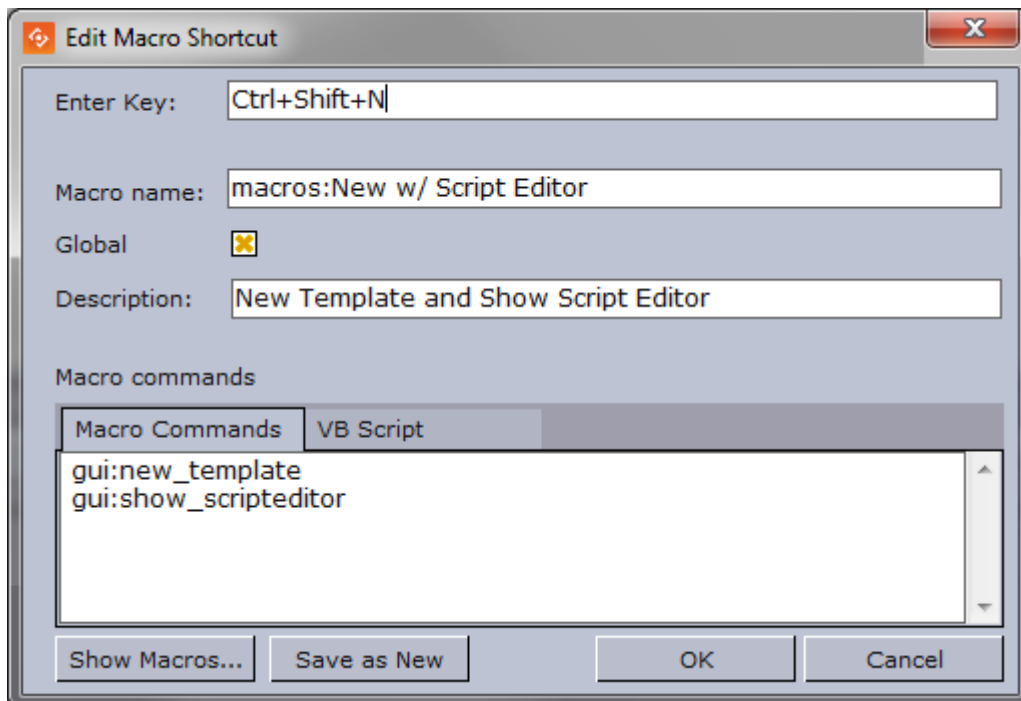 Edit Macro Shortcut
Enter Key: Ctrl+Shift+N
Macro name: macros:New w/ Script Editor
Global
Description: New Template and Show Script Editor
Macro commands
Macro Commands VB Script
gui:new_template
gui:show_scripteditor
Show Macros... Save as New OK Cancel